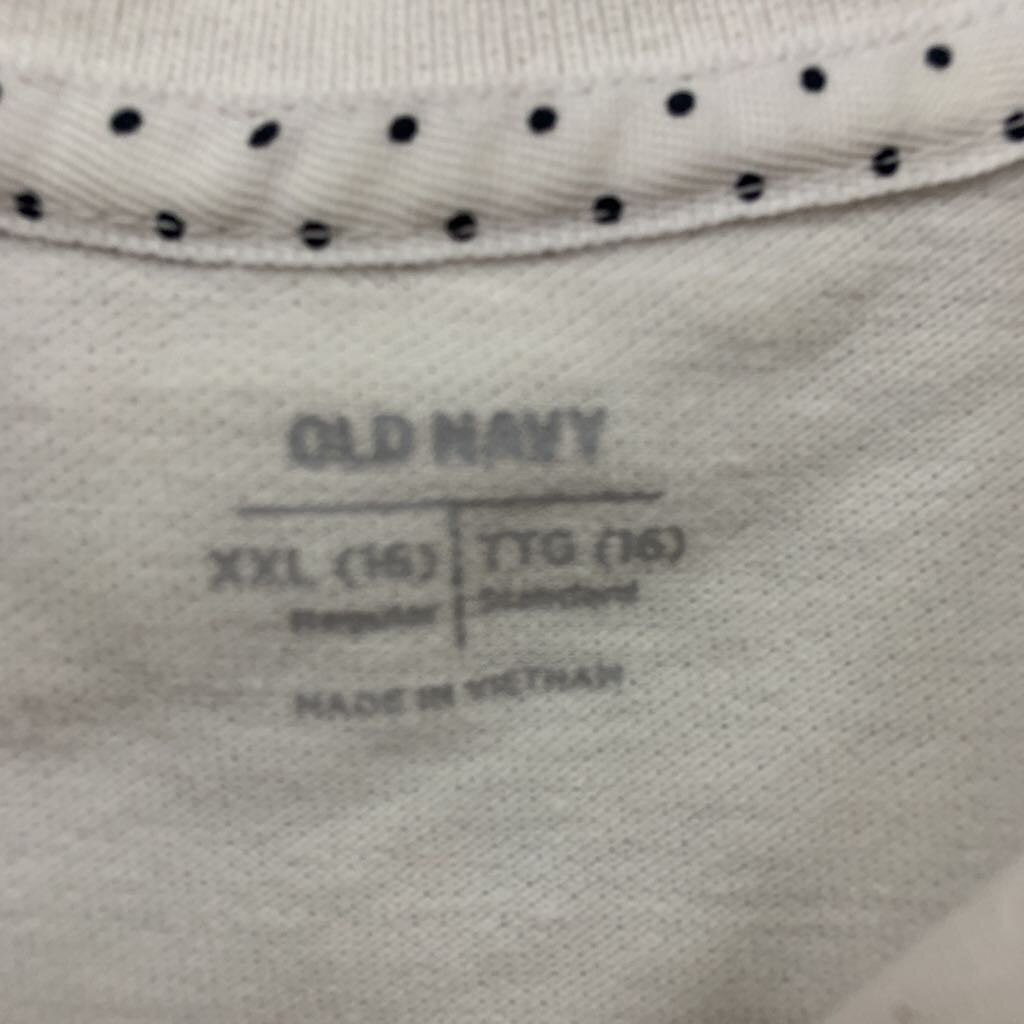 OLD NAVY
XXL (16) TTG (16)
Regular Standard
MADE IN VIETNAM